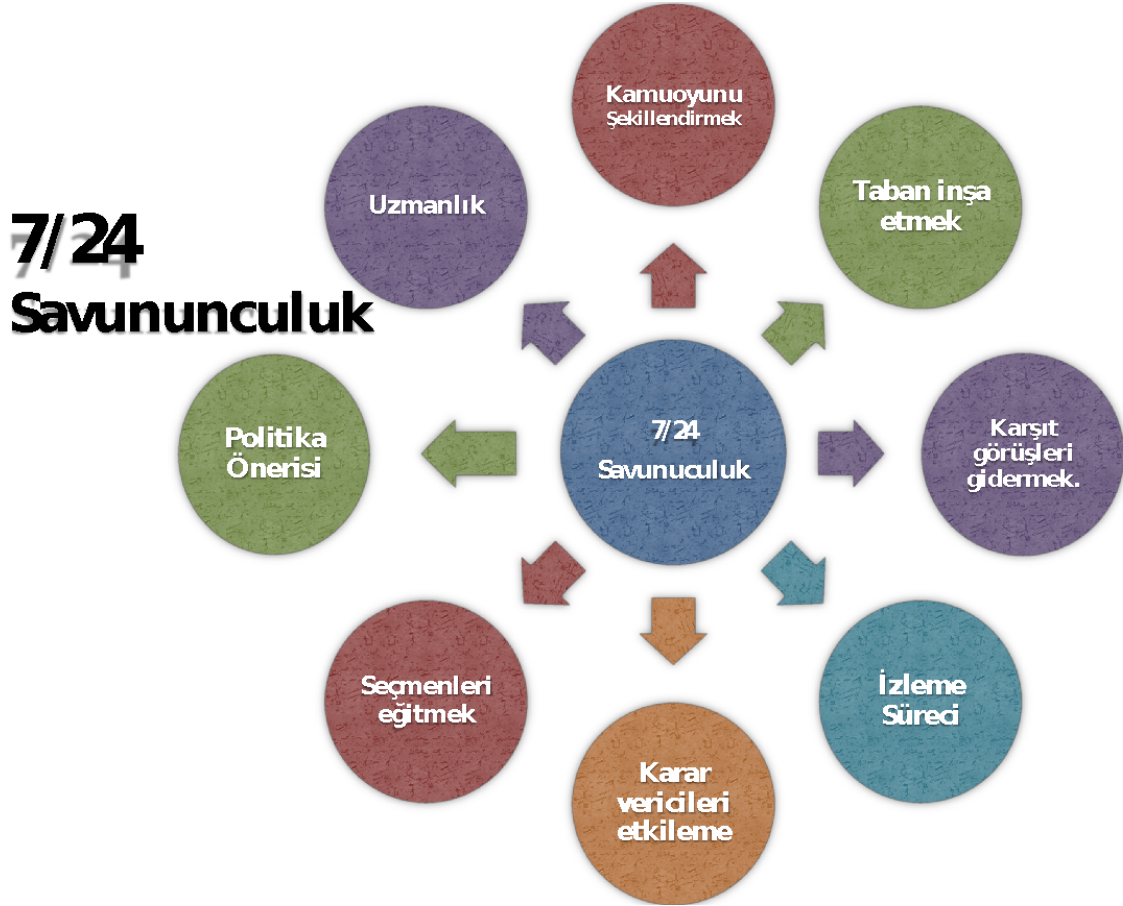 7/24
Savununculuk
Kamuoyunu
Şekillendirmek
Taban inşa
etmek
Karşıt
görüşleri
gidermek.
İzleme
Süreci
Karar
vericileri
etkileme
Seçmenleri
eğitmek
Politika
Önerisi
Uzmanlık
7/24
Savunuculuk